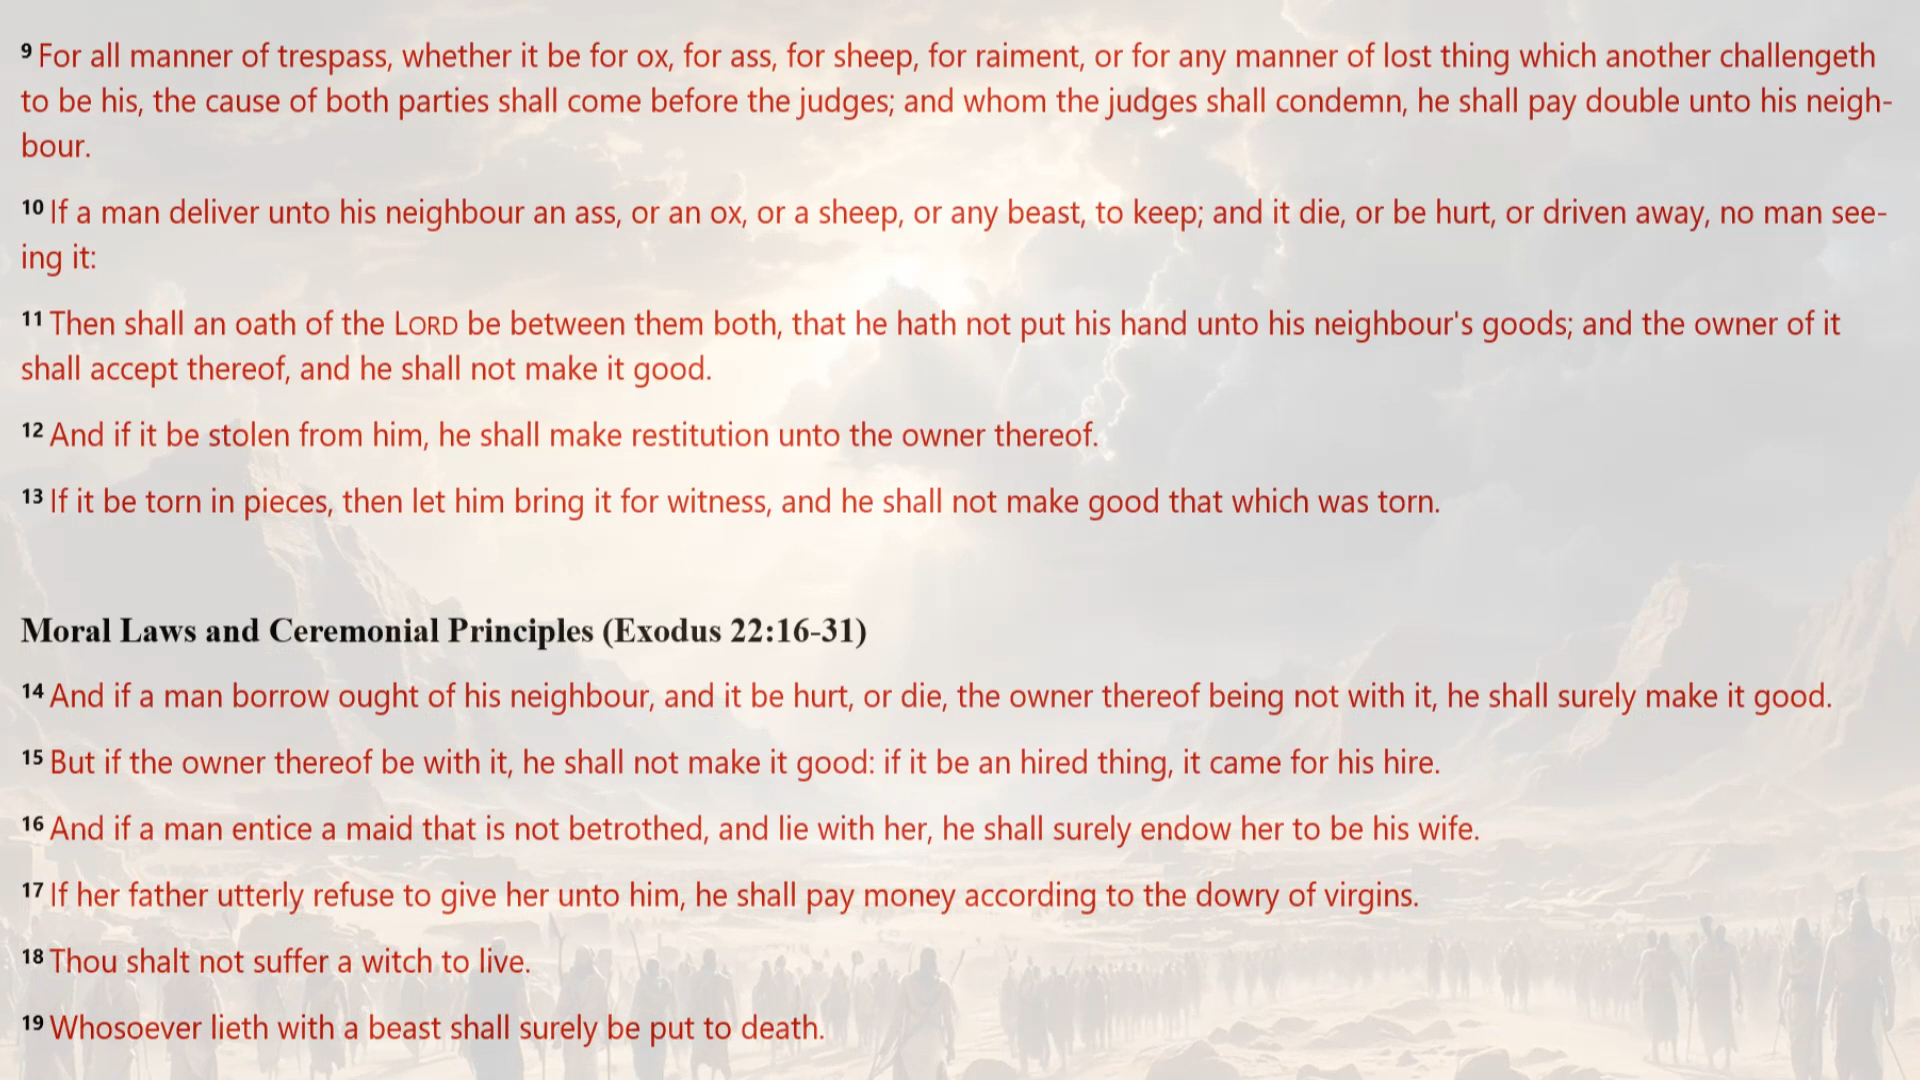 9 For all manner of trespass, whether it be for ox, for ass, for sheep, for raiment, or for any manner of lost thing which another challengeth
to be his, the cause of both parties shall come before the judges; and whom the judges shall condemn, he shall pay double unto his neigh-
bour.
10 If a man deliver unto his neighbour an ass, or an ox, or a sheep, or any beast, to keep; and it die, or be hurt, or driven away, no man see-
ing it:
11 Then shall an oath of the LORD be between them both, that he hath not put his hand unto his neighbour's goods; and the owner of it
shall accept thereof, and he shall not make it good.
12 And if it be stolen from him, he shall make restitution unto the owner thereof.
13 If it be torn in pieces, then let him bring it for witness, and he shall not make good that which was torn.
Moral Laws and Ceremonial Principles (Exodus 22:16-31)
14 And if a man borrow ought of his neighbour, and it be hurt, or die, the owner thereof being not with it, he shall surely make it good.
15 But if the owner thereof be with it, he shall not make it good: if it be an hired thing, it came for his hire.
16 And if a man entice a maid that is not betrothed, and lie with her, he shall surely endow her to be his wife.
17 If her father utterly refuse to give her unto him, he shall pay money according to the dowry of virgins.
18 Thou shalt not suffer a witch to live.
19 Whosoever lieth with a beast shall surely be put to death.